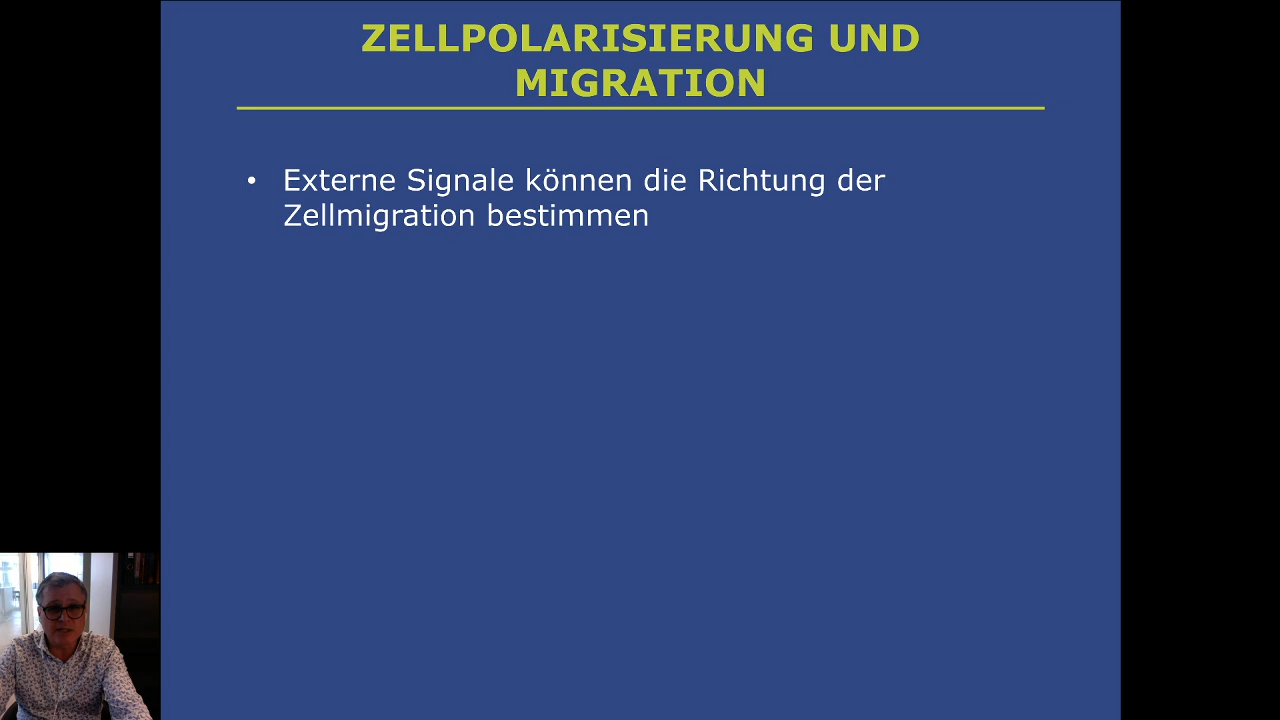 ZELLPOLARISIERUNG UND
MIGRATION
• Externe Signale können die Richtung der
Zellmigration bestimmen